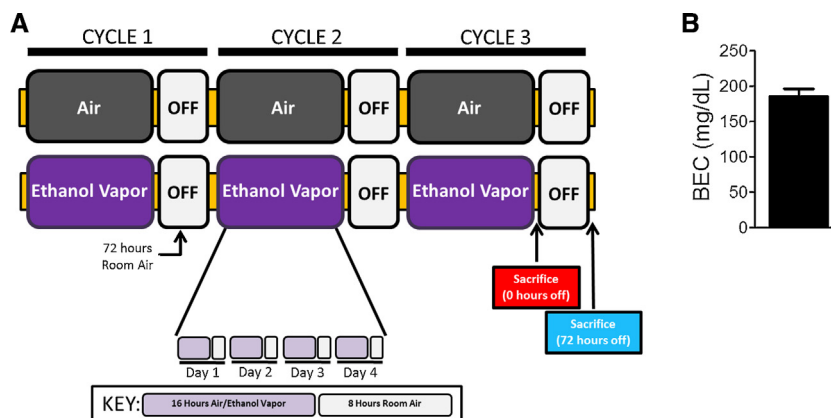 A
CYCLE 1 CYCLE 2 CYCLE 3
Air OFF Air OFF Air OFF
Ethanol Vapor OFF Ethanol Vapor OFF Ethanol Vapor OFF
72 hours
Room Air
Sacrifice
(0 hours off)
Sacrifice
(72 hours off)
Day 1 Day 2 Day 3 Day 4
KEY: 16 Hours Air/Ethanol Vapor 8 Hours Room Air
B
BEC (mg/dL)
250
200
150
100
50
0